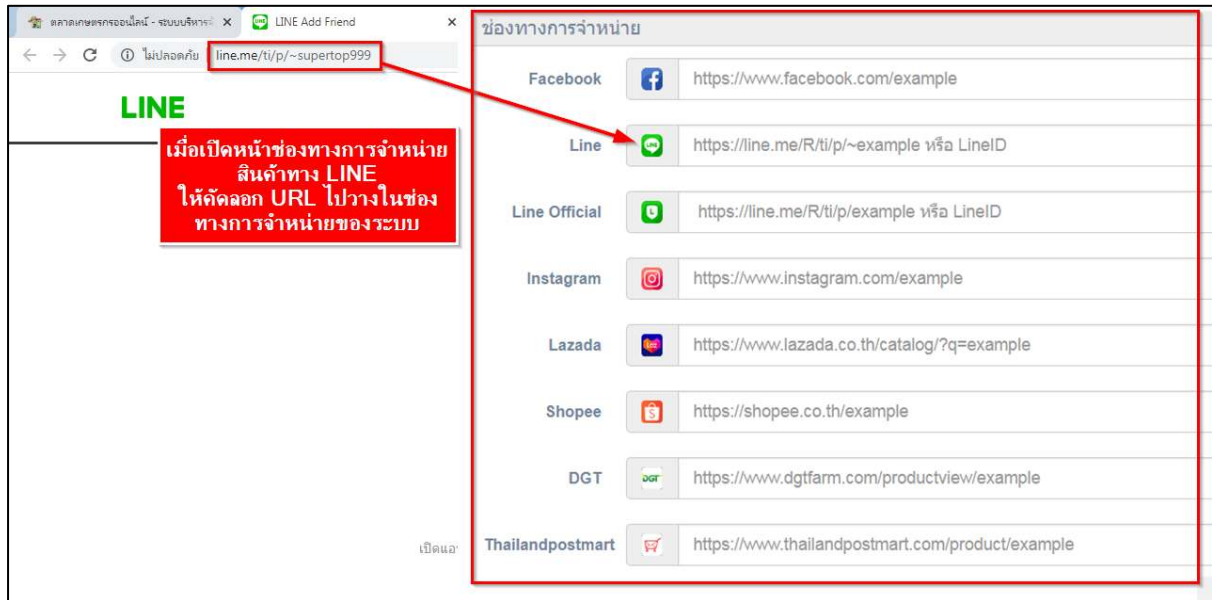 ตลาดเกษตรกรออนไลน์ - ระบบบริหารจ
LINE Add Friend
ไม่ปลอดภัย
line.me/ti/p/~supertop999
LINE
เมื่อเปิดหน้าช่องทางการจำหน่าย
สินค้าทาง LINE
ให้คัดลอก URL ไปวางในช่อง
ทางการจำหน่ายของระบบ
เปิดแอ
ช่องทางการจำหน่าย
Facebook https://www.facebook.com/example
Line https://line.me/R/ti/p/~example หรือ LineID
Line Official https://line.me/R/ti/p/example หรือ LineID
Instagram https://www.instagram.com/example
Lazada https://www.lazada.co.th/catalog/?q=example
Shopee https://shopee.co.th/example
DGT DGT https://www.dgtfarm.com/productview/example
Thailandpostmart https://www.thailandpostmart.com/product/example